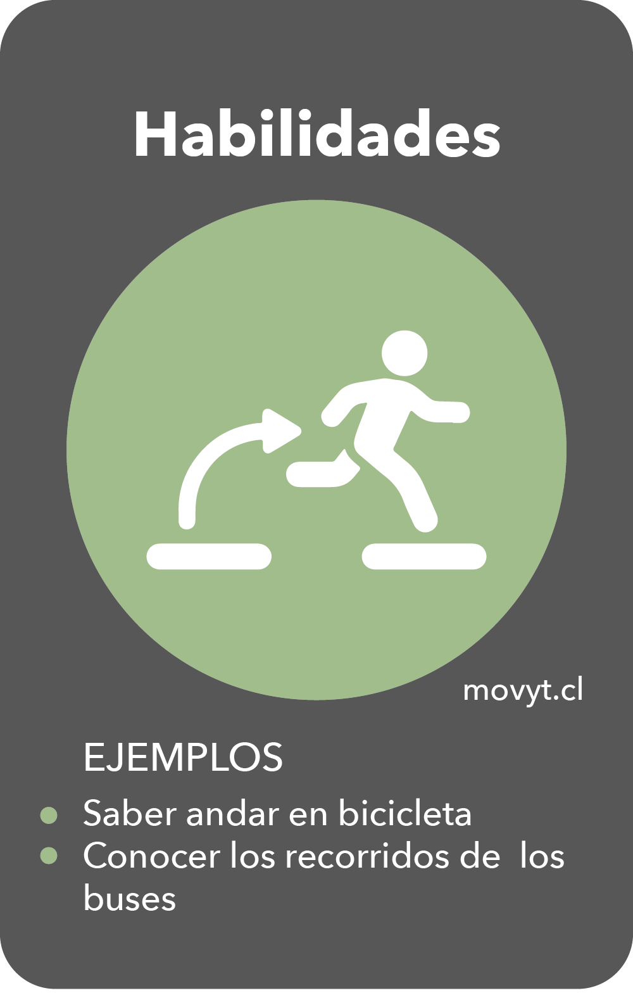 Habilidades
movyt.cl
EJEMPLOS
Saber andar en bicicleta
Conocer los recorridos de  los
buses